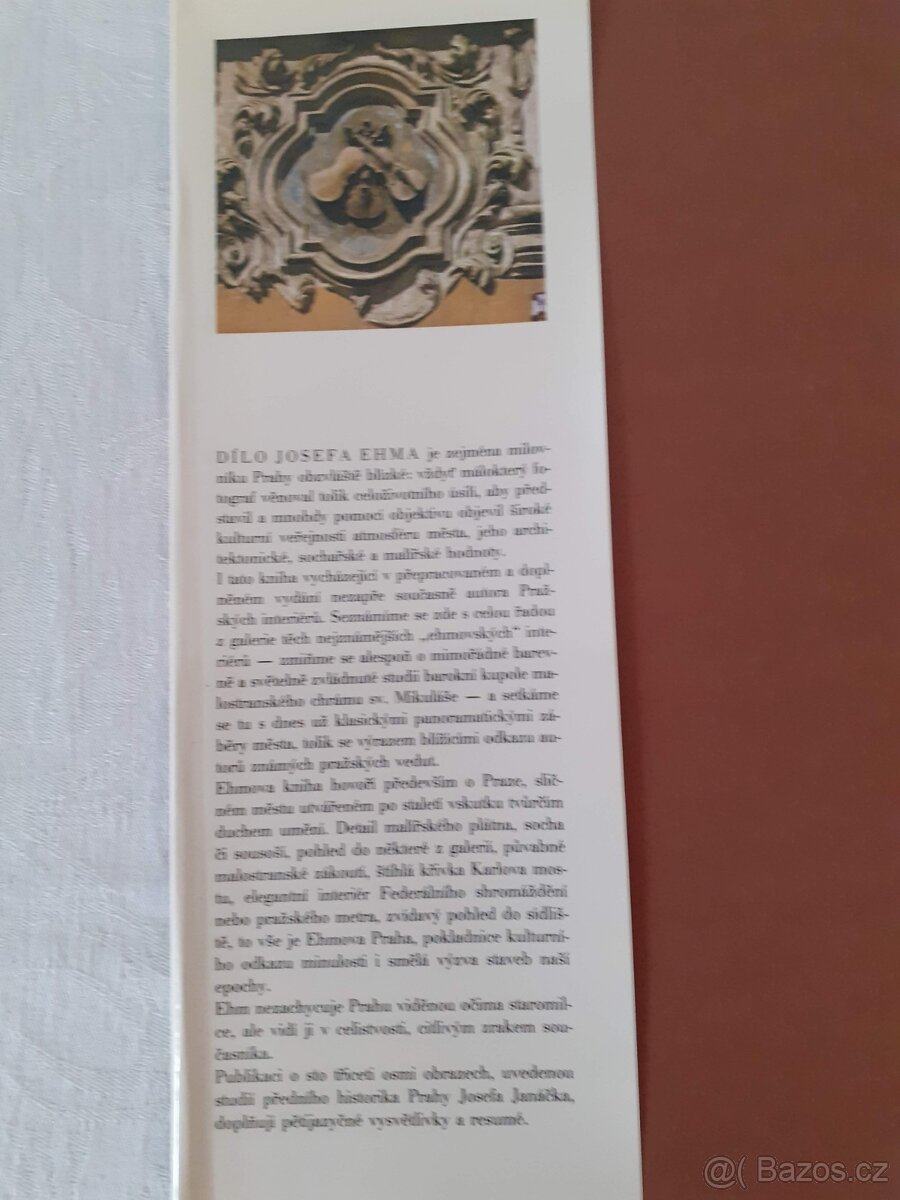 DÍLO JOSEFA EHMA je zejména milov-
níku Prahy obzvláště blízké: vždyť málokterý fo-
tograf věnoval tolik celoživotního úsilí, aby před-
stavil a mnohdy pomocí objektivu objevil široké
kulturní veřejnosti atmosféru města, jeho archi-
tektonické, sochařské a malířské hodnoty.
I tato kniha vycházející v přepracovaném a dopl-
něném vydání nezapře současně autora Praž-
ských interiérů. Seznámíme se zde s celou řadou
z galerie těch nejznámějších „ehmovských" inte-
riérů — zmiňme se alespoň o mimořádně barev-
ně a světelně zvládnuté studii barokní kupole ma-
lostranského chrámu sv. Mikuláše — a setkáme
se tu s dnes už klasickými panoramatickými zá-
běry města, tolik se výrazem blížícími odkazu au-
torů známých pražských vedut.
Ehmova kniha hovoří především o Praze, slič-
ném městu utvářeném po staletí vskutku tvůrčím
duchem umění. Detail malířského plátna, socha
či sousoší, pohled do některé z galerií, půvabné
malostranské zákoutí, štíhlá křivka Karlova mos-
tu, elegantní interiér Federálního shromáždění
nebo pražského metra, zvídavý pohled do sídliš-
tě, to vše je Ehmova Praha, pokladnice kulturní-
ho odkazu minulosti i smělá výzva staveb naší
epochy.
Ehm nezachycuje Prahu viděnou očima staromil-
ce, ale vidí ji v celistvosti, citlivým zrakem sou-
časníka.
Publikaci o sto třiceti osmi obrazech, uvedenou
studií předního historika Prahy Josefa Janáčka,
doplňují pětijazyčné vysvětlivky a resumé.
@( Bazos.cz